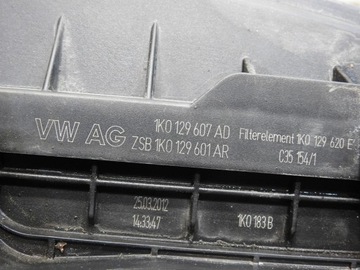 VW AG
1K0 129 607 AD
ZSB 1K0 129 601 AR
Filterelement 1K0 129 620 E
C35 154/1
25.03.2012
14:33:47
1K0 183 B